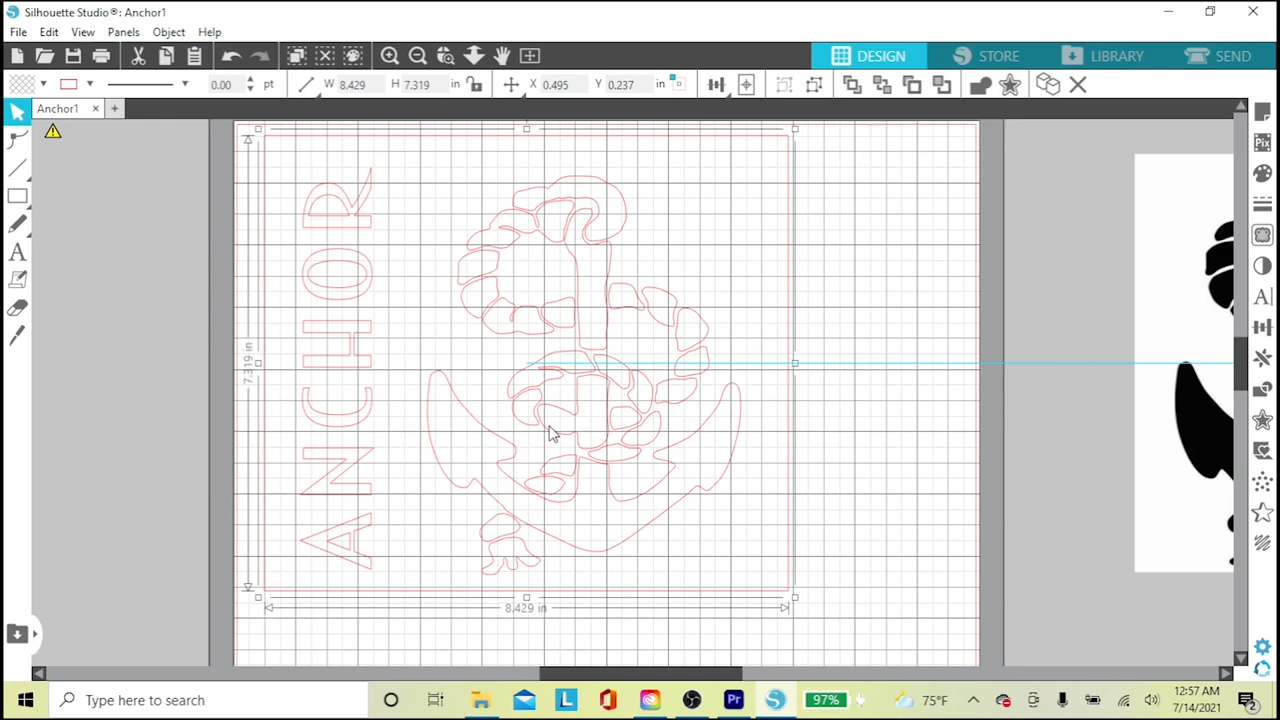 Silhouette Studio®: Anchor1
File Edit View Panels Object Help
DESIGN STORE LIBRARY SEND
0.00 pt W 8.429 H 7.319 in X 0.495 Y 0.237 in
Anchor1
ANCHOR
7.319 in
8.429 in
Type here to search
97%
75°F
12:57 AM
7/14/2021
2